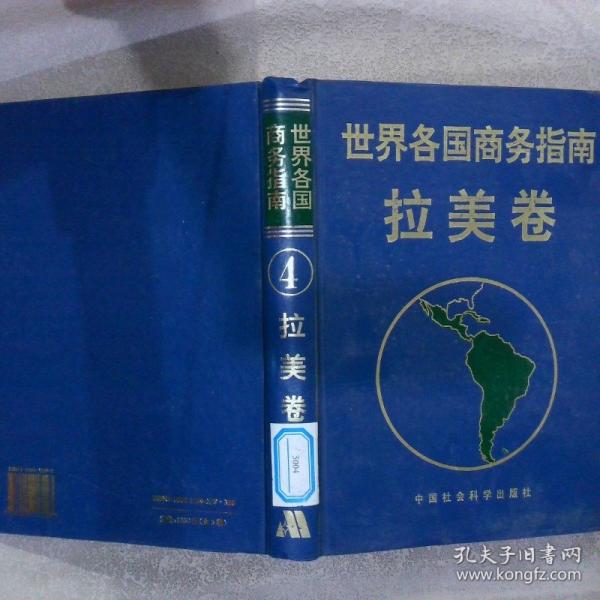 世界各国商务指南
拉美卷
中国社会科学出版社
世界各国
商务指南
4
拉美卷
5004
孔夫子旧书网
www.kongfz.com